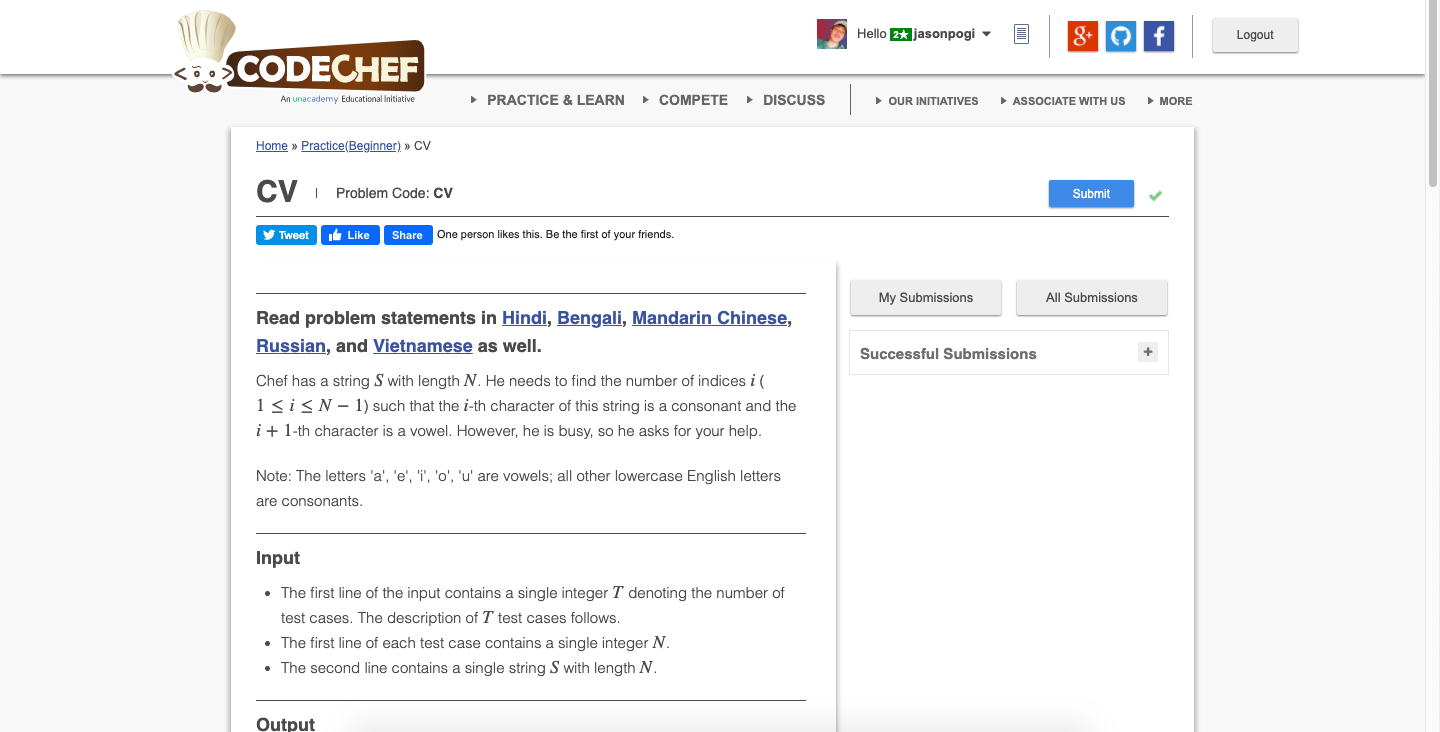 Hello 2★ jasonpogi
Logout
CODECHEF
An unacademy Educational Initiative
PRACTICE & LEARN COMPETE DISCUSS OUR INITIATIVES ASSOCIATE WITH US MORE
Home » Practice(Beginner) » CV
CV Problem Code: CV Submit
Tweet Like Share One person likes this. Be the first of your friends.
My Submissions All Submissions
Successful Submissions +
Read problem statements in Hindi, Bengali, Mandarin Chinese,
Russian, and Vietnamese as well.
Chef has a string S with length N. He needs to find the number of indices i (
1 ≤ i ≤ N − 1) such that the i-th character of this string is a consonant and the
i + 1-th character is a vowel. However, he is busy, so he asks for your help.
Note: The letters 'a', 'e', 'i', 'o', 'u' are vowels; all other lowercase English letters
are consonants.
Input
• The first line of the input contains a single integer T denoting the number of
test cases. The description of T test cases follows.
• The first line of each test case contains a single integer N.
• The second line contains a single string S with length N.
Output